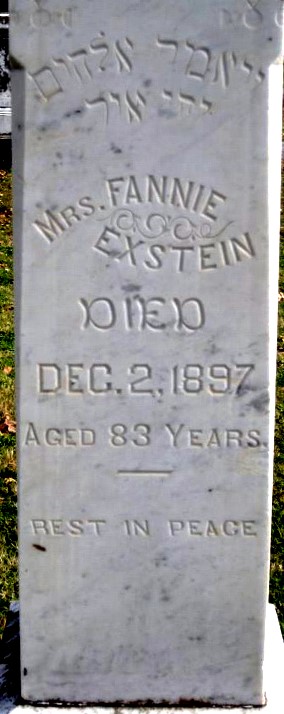 ויאמר אלהים
יהי אור
MRS. FANNIE
EXSTEIN
DIED
DEC. 2, 1897
AGED 83 YEARS.
REST IN PEACE